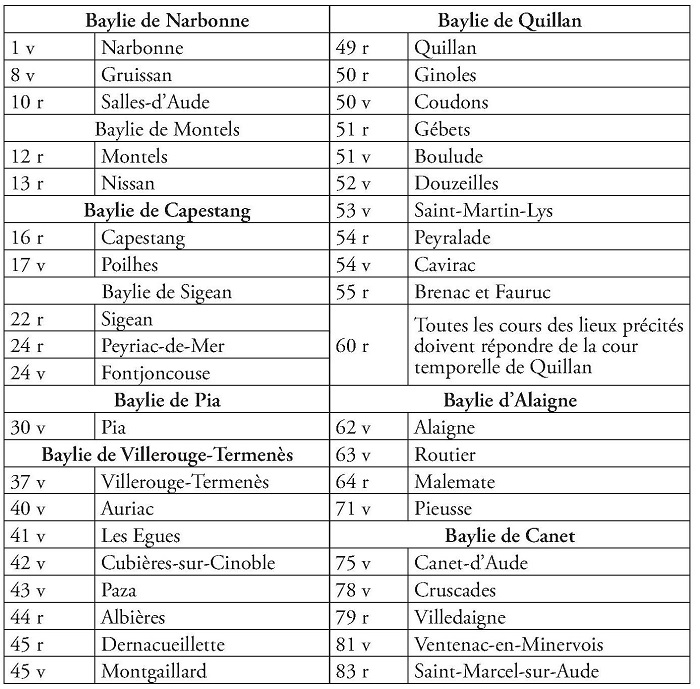 Baylie de Narbonne
1 v Narbonne
8 v Gruissan
10 r Salles-d’Aude
Baylie de Montels
12 r Montels
13 r Nissan
Baylie de Capestang
16 r Capestang
17 v Poilhes
Baylie de Sigean
22 r Sigean
24 r Peyriac-de-Mer
24 v Fontjoncouse
Baylie de Pia
30 v Pia
Baylie de Villerouge-Termenès
37 v Villerouge-Termenès
40 v Auriac
41 v Les Egues
42 v Cubières-sur-Cinoble
43 v Paza
44 r Albières
45 r Dernacueillette
45 v Montgaillard
Baylie de Quillan
49 r Quillan
50 r Ginoles
50 v Coudons
51 r Gébets
51 v Boulude
52 v Douzeilles
53 v Saint-Martin-Lys
54 r Peyralade
54 v Cavirac
55 r Brenac et Fauruc
60 r Toutes les cours des lieux précités
doivent répondre de la cour
temporelle de Quillan
Baylie d’Alaigne
62 v Alaigne
63 v Routier
64 r Malemate
71 v Pieusse
Baylie de Canet
75 v Canet-d’Aude
78 v Cruscades
79 r Villedaigne
81 v Ventenac-en-Minervois
83 r Saint-Marcel-sur-Aude